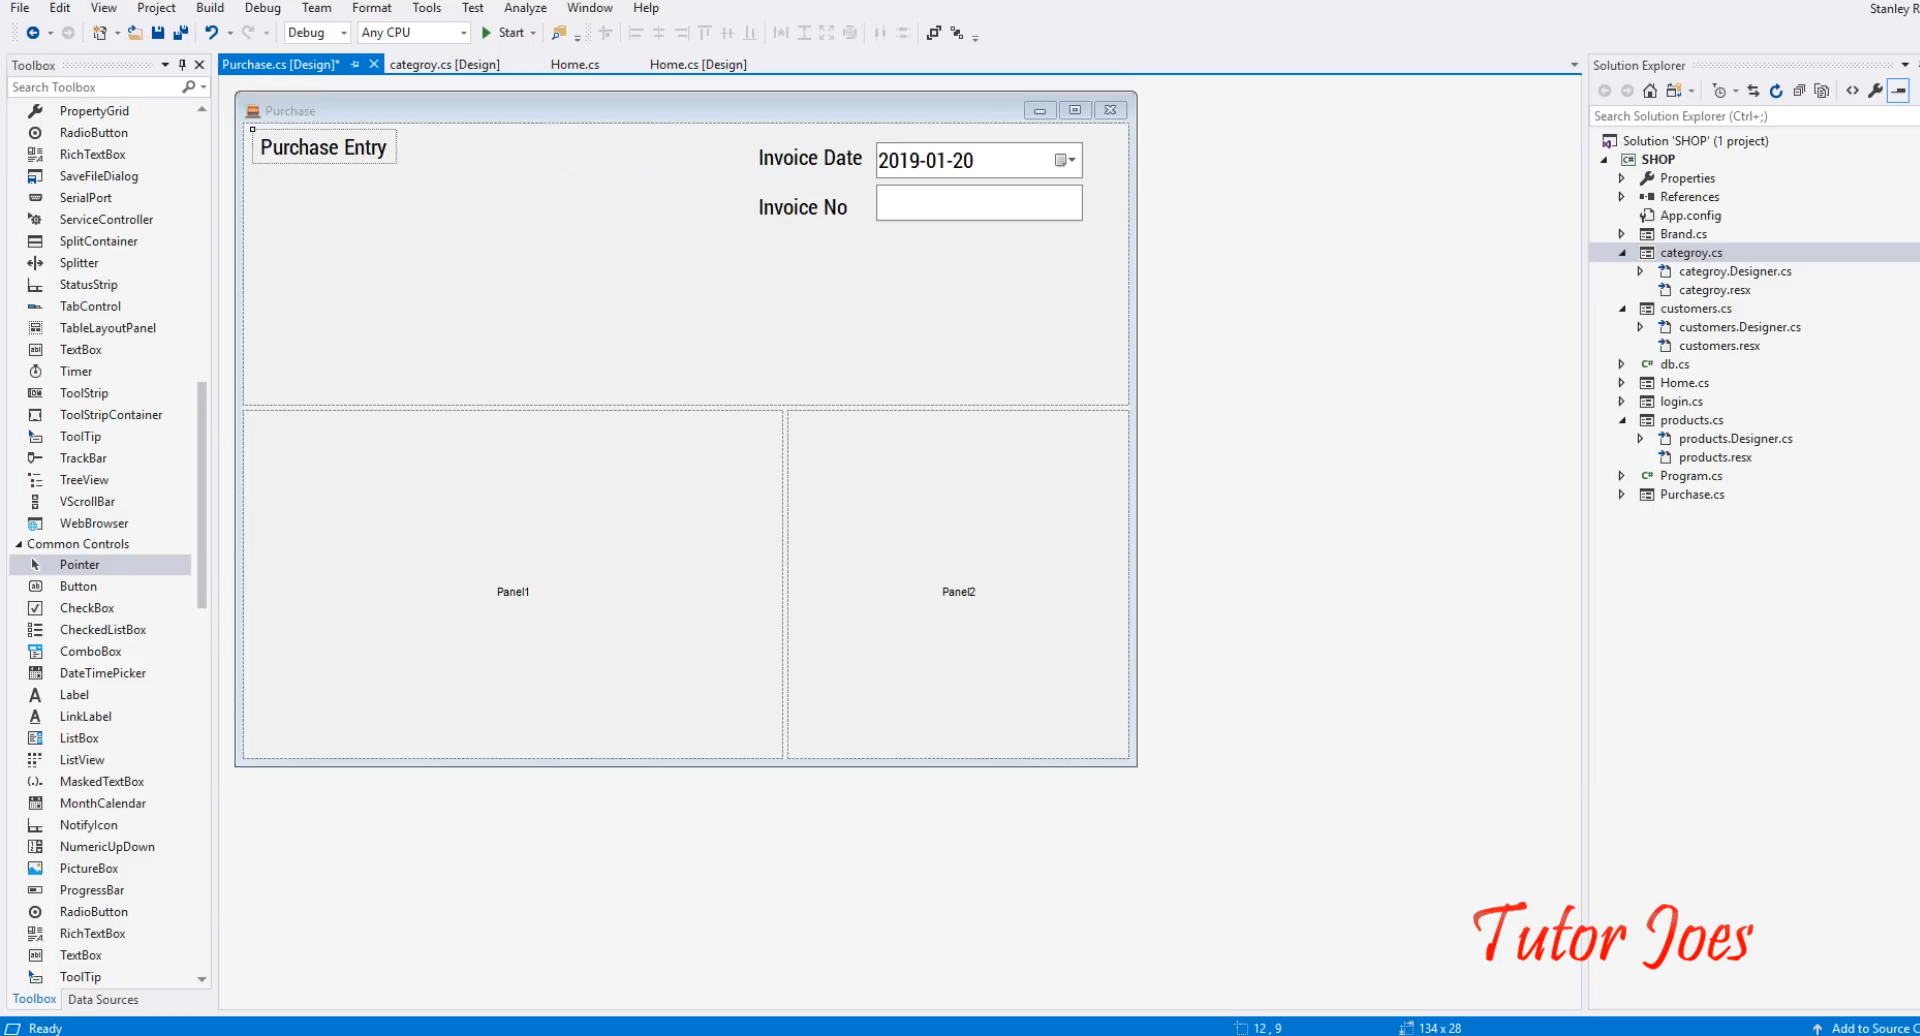 File Edit View Project Build Debug Team Format Tools Test Analyze Window Help
Stanley R
Debug Any CPU Start
Toolbox
Search Toolbox
PropertyGrid
RadioButton
RichTextBox
SaveFileDialog
SerialPort
ServiceController
SplitContainer
Splitter
StatusStrip
TabControl
TableLayoutPanel
TextBox
Timer
ToolStrip
ToolStripContainer
ToolTip
TrackBar
TreeView
VScrollBar
WebBrowser
Common Controls
Pointer
Button
CheckBox
CheckedListBox
ComboBox
DateTimePicker
Label
LinkLabel
ListBox
ListView
MaskedTextBox
MonthCalendar
NotifyIcon
NumericUpDown
PictureBox
ProgressBar
RadioButton
RichTextBox
TextBox
ToolTip
Toolbox Data Sources
Purchase.cs [Design]* categroy.cs [Design] Home.cs Home.cs [Design]
Purchase
Purchase Entry
Invoice Date 2019-01-20
Invoice No
Panel1
Panel2
Solution Explorer
Search Solution Explorer (Ctrl+;)
Solution 'SHOP' (1 project)
SHOP
Properties
References
App.config
Brand.cs
categroy.cs
categroy.Designer.cs
categroy.resx
customers.cs
customers.Designer.cs
customers.resx
db.cs
Home.cs
login.cs
products.cs
products.Designer.cs
products.resx
Program.cs
Purchase.cs
Tutor Joes
Ready
12 , 9
134 x 28
Add to Source C